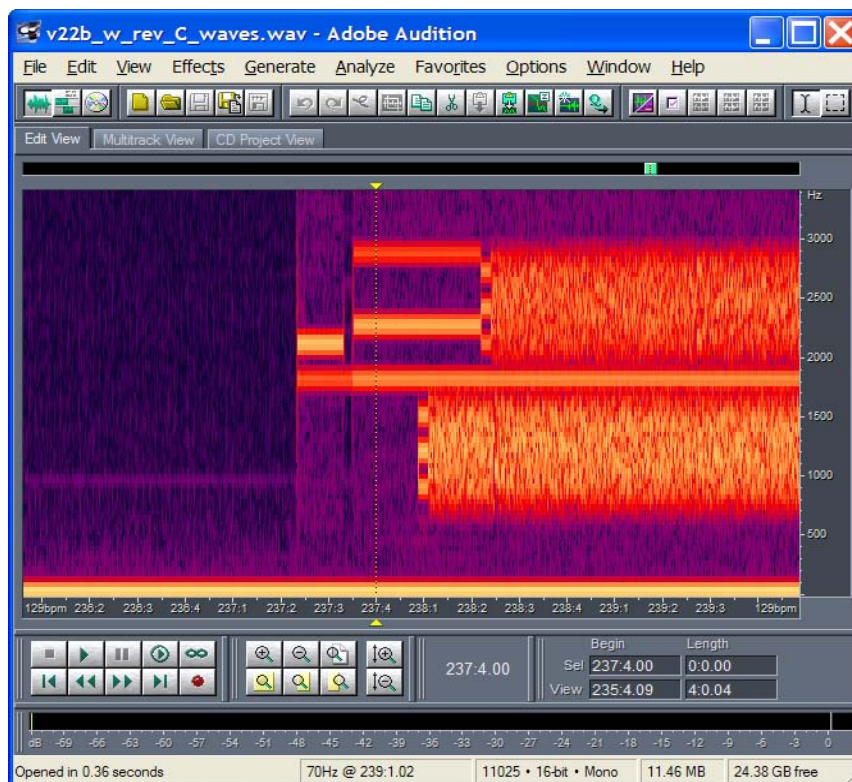 v22b_w_rev_C_waves.wav - Adobe Audition
File Edit View Effects Generate Analyze Favorites Options Window Help
Edit View Multitrack View CD Project View
Hz
3000
2500
2000
1500
1000
500
129bpm 236:2 236:3 236:4 237:1 237:2 237:3 237:4 238:1 238:2 238:3 238:4 239:1 239:2 239:3 129bpm
Begin Length
237:4.00 Sel 237:4.00 0:0.00
View 235:4.09 4:0.04
dB -69 -66 -63 -60 -57 -54 -51 -48 -45 -42 -39 -36 -33 -30 -27 -24 -21 -18 -15 -12 -9 -6 -3 0
Opened in 0.36 seconds 70Hz @ 239:1.02 11025 • 16-bit • Mono 11.46 MB 24.38 GB free